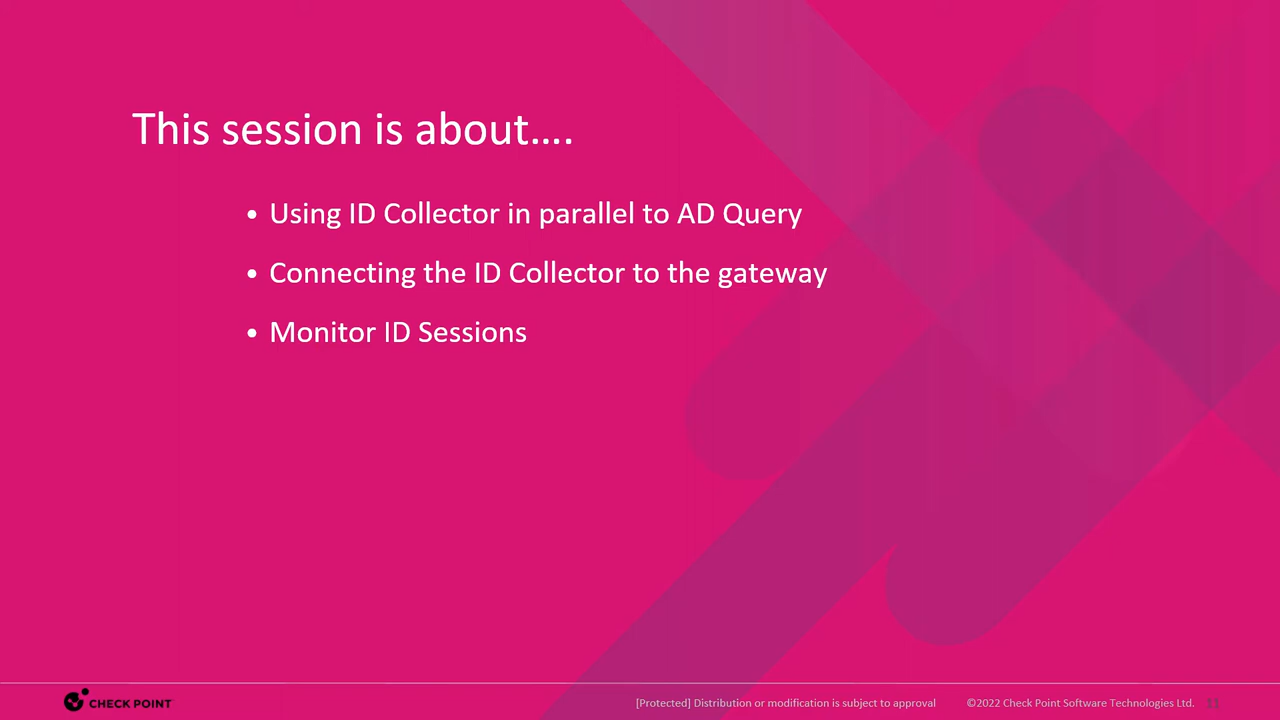 This session is about….
• Using ID Collector in parallel to AD Query
• Connecting the ID Collector to the gateway
• Monitor ID Sessions
CHECK POINT
[Protected] Distribution or modification is subject to approval
©2022 Check Point Software Technologies Ltd.
11